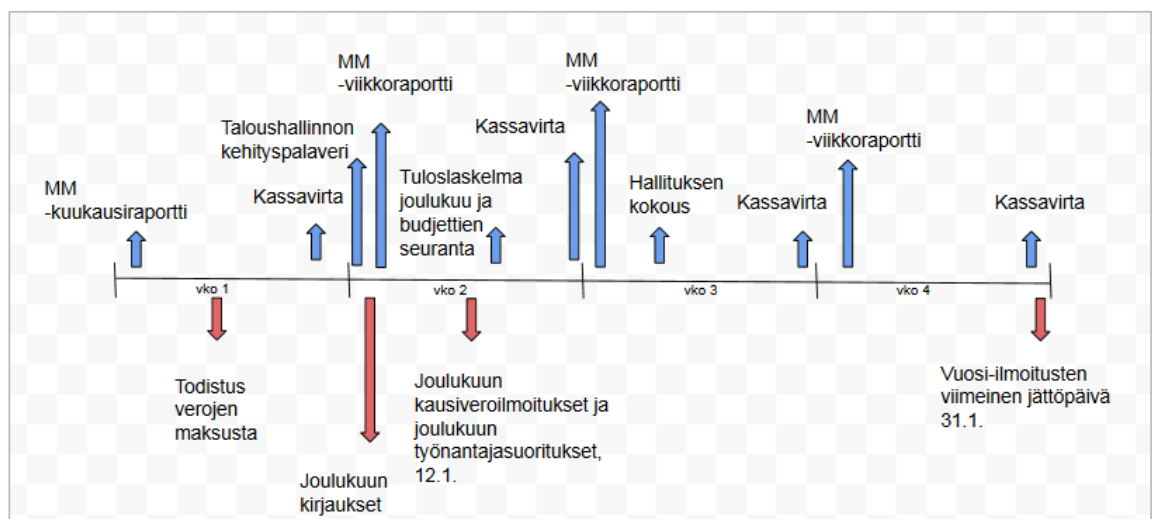 MM
-viikkoraportti
MM
-viikkoraportti
MM
-viikkoraportti
Taloushallinnon
kehityspalaveri
Kassavirta
Kassavirta
Tuloslaskelma
joulukuu ja
budjettien
seuranta
Hallituksen
kokous
Kassavirta
Kassavirta
MM
-kuukausiraportti
vko 1
vko 2
vko 3
vko 4
Todistus
verojen
maksusta
Joulukuun
kausiveroilmoitukset ja
joulukuun
työnantajasuoritukset,
12.1.
Vuosi-ilmoitusten
viimeinen jättöpäivä
31.1.
Joulukuun
kirjaukset